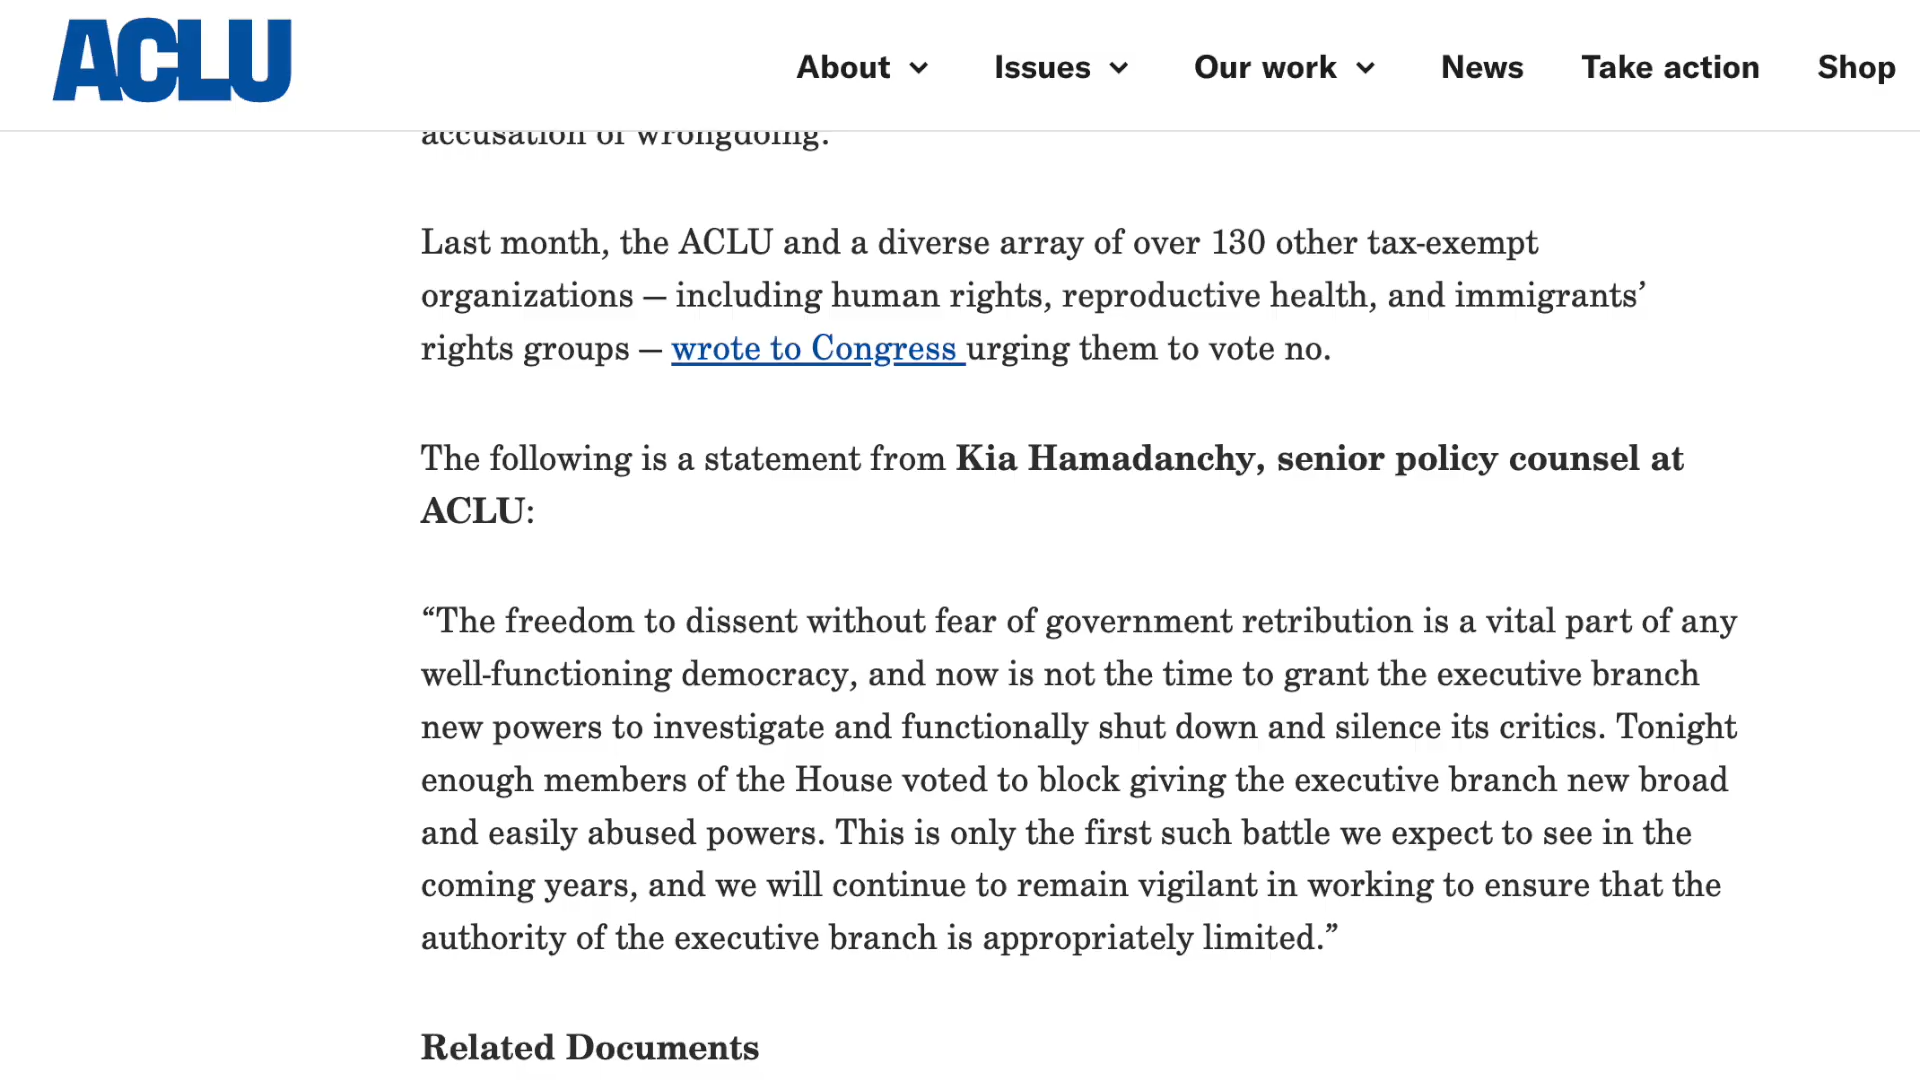 ACLU
About
Issues
Our work
News
Take action
Shop
accusation of wrongdoing.
Last month, the ACLU and a diverse array of over 130 other tax-exempt
organizations — including human rights, reproductive health, and immigrants’
rights groups — wrote to Congress urging them to vote no.
The following is a statement from Kia Hamadanchy, senior policy counsel at
ACLU:
“The freedom to dissent without fear of government retribution is a vital part of any
well-functioning democracy, and now is not the time to grant the executive branch
new powers to investigate and functionally shut down and silence its critics. Tonight
enough members of the House voted to block giving the executive branch new broad
and easily abused powers. This is only the first such battle we expect to see in the
coming years, and we will continue to remain vigilant in working to ensure that the
authority of the executive branch is appropriately limited.”
Related Documents